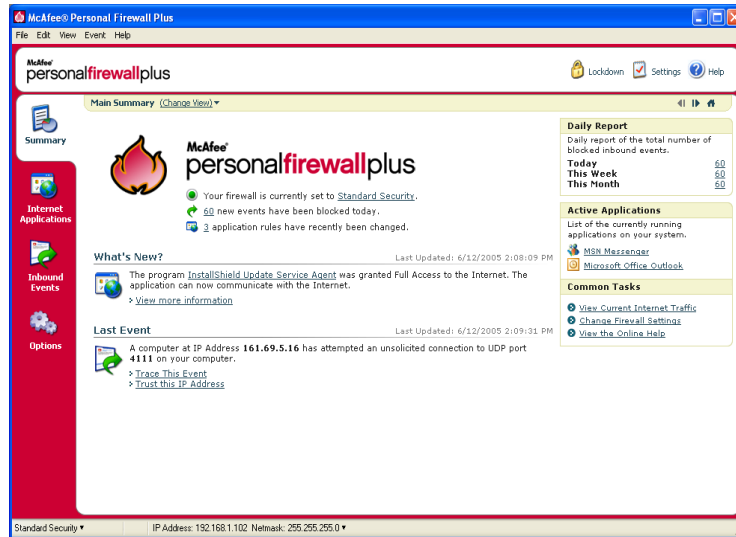 McAfee® Personal Firewall Plus
File Edit View Event Help
McAfee®
personalfirewallplus
Lockdown Settings Help
Main Summary (Change View)
Summary
Internet
Applications
Inbound
Events
Options
McAfee®
personalfirewallplus
Your firewall is currently set to Standard Security.
60 new events have been blocked today.
3 application rules have recently been changed.
What's New?
Last Updated: 6/12/2005 2:08:09 PM
The program InstallShield Update Service Agent was granted Full Access to the Internet. The
application can now communicate with the Internet.
> View more information
Last Event
Last Updated: 6/12/2005 2:09:31 PM
A computer at IP Address 161.69.5.16 has attempted an unsolicited connection to UDP port
4111 on your computer.
> Trace This Event
> Trust this IP Address
Daily Report
Daily report of the total number of
blocked inbound events.
Today 60
This Week 60
This Month 60
Active Applications
List of the currently running
applications on your system.
MSN Messenger
Microsoft Office Outlook
Common Tasks
View Current Internet Traffic
Change Firewall Settings
View the Online Help
Standard Security
IP Address: 192.168.1.102 Netmask: 255.255.255.0